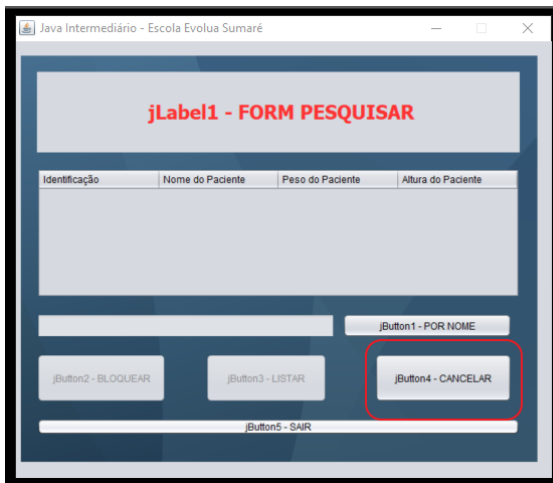 Java Intermediário - Escola Evolua Sumaré
jLabel1 - FORM PESQUISAR
Identificação Nome do Paciente Peso do Paciente Altura do Paciente
jButton1 - POR NOME
jButton2 - BLOQUEAR jButton3 - LISTAR jButton4 - CANCELAR
jButton5 - SAIR